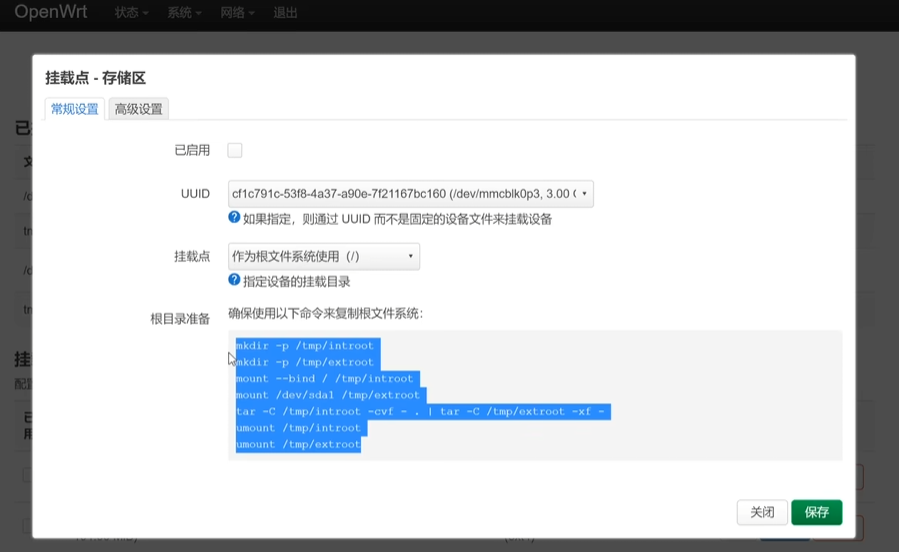 OpenWrt 状态 系统 网络 退出
挂载点 - 存储区
常规设置 高级设置
已启用
UUID cf1c791c-53f8-4a37-a90e-7f21167bc160 (/dev/mmcblk0p3, 3.00
如果指定，则通过 UUID 而不是固定的设备文件来挂载设备
挂载点 作为根文件系统使用（/）
指定设备的挂载目录
根目录准备 确保使用以下命令来复制根文件系统：
mkdir -p /tmp/introot
mkdir -p /tmp/extroot
mount --bind / /tmp/introot
mount /dev/sda1 /tmp/extroot
tar -C /tmp/introot -cvf - . | tar -C /tmp/extroot -xf -
umount /tmp/introot
umount /tmp/extroot
关闭 保存